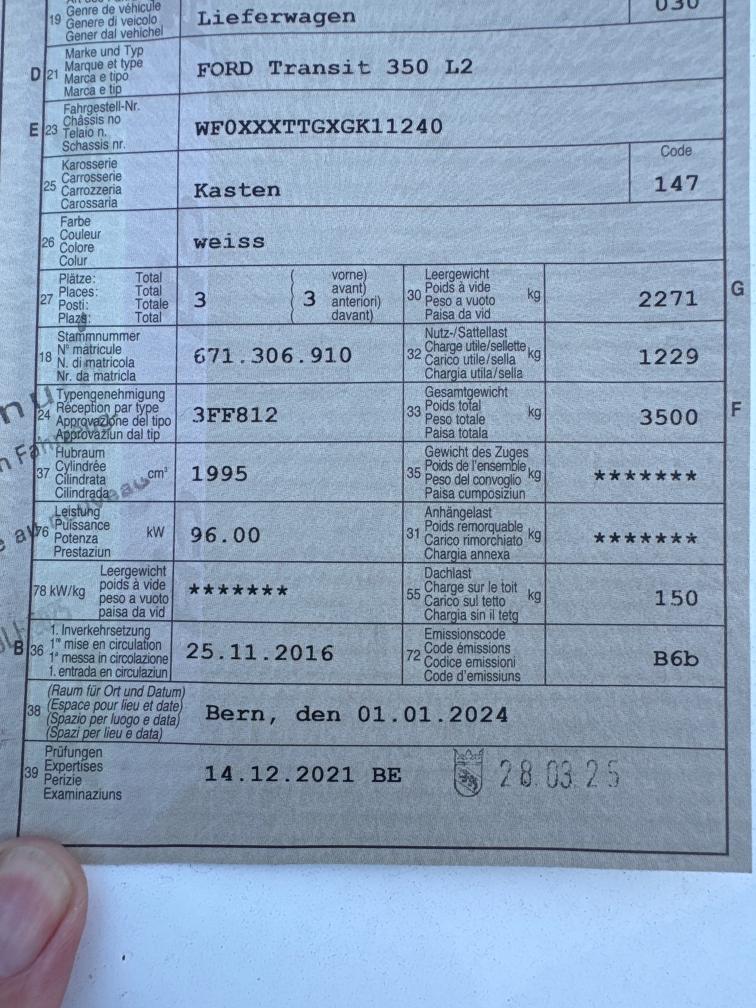 19 Genre de véhicule
Genere di veicolo
Gener dal vehichel
Lieferwagen
D 21 Marke und Typ
Marque et type
Marca e tipo
Marca e tip
FORD Transit 350 L2
E 23 Fahrgestell-Nr.
Châssis no
Telaio n.
Schassis nr.
WF0XXXTTGXGK11240
25 Karosserie
Carrosserie
Carrozzeria
Carossaria
Kasten
Code
147
26 Farbe
Couleur
Colore
Colur
weiss
27 Plätze: Total
Places: Total
Posti: Totale
Plazs: Total
3
( 3 vorne)
avant)
anteriori)
davant)
30 Leergewicht
Poids à vide kg
Peso a vuoto
Paisa da vid
2271 G
18 Stammnummer
N° matricule
N. di matricola
Nr. da matricla
671.306.910
32 Nutz-/Sattellast
Charge utile/sellette kg
Carico utile/sella
Chargia utila/sella
1229
24 Typengenehmigung
Réception par type
Approvazione del tipo
Approvaziun dal tip
3FF812
33 Gesamtgewicht
Poids total kg
Peso totale
Paisa totala
3500 F
37 Hubraum
Cylindrée cm³
Cilindrata
Cilindrada
1995
35 Gewicht des Zuges
Poids de l'ensemble kg
Peso del convoglio
Paisa cumposiziun
*******
76 Leistung
Puissance kW
Potenza
Prestaziun
96.00
31 Anhängelast
Poids remorquable kg
Carico rimorchiato
Chargia annexa
*******
78 kW/kg Leergewicht
poids à vide
peso a vuoto
paisa da vid
*******
55 Dachlast
Charge sur le toit kg
Carico sul tetto
Chargia sin il tetg
150
B 36 1. Inverkehrsetzung
1re mise en circulation
1a messa in circolazione
1. entrada en circulaziun
25.11.2016
72 Emissionscode
Code émissions
Codice emissioni
Code d'emissiuns
B6b
38 (Raum für Ort und Datum)
(Espace pour lieu et date)
(Spazio per luogo e data)
(Spazi per lieu e data)
Bern, den 01.01.2024
39 Prüfungen
Expertises
Perizie
Examinaziuns
14.12.2021 BE
28.03.25